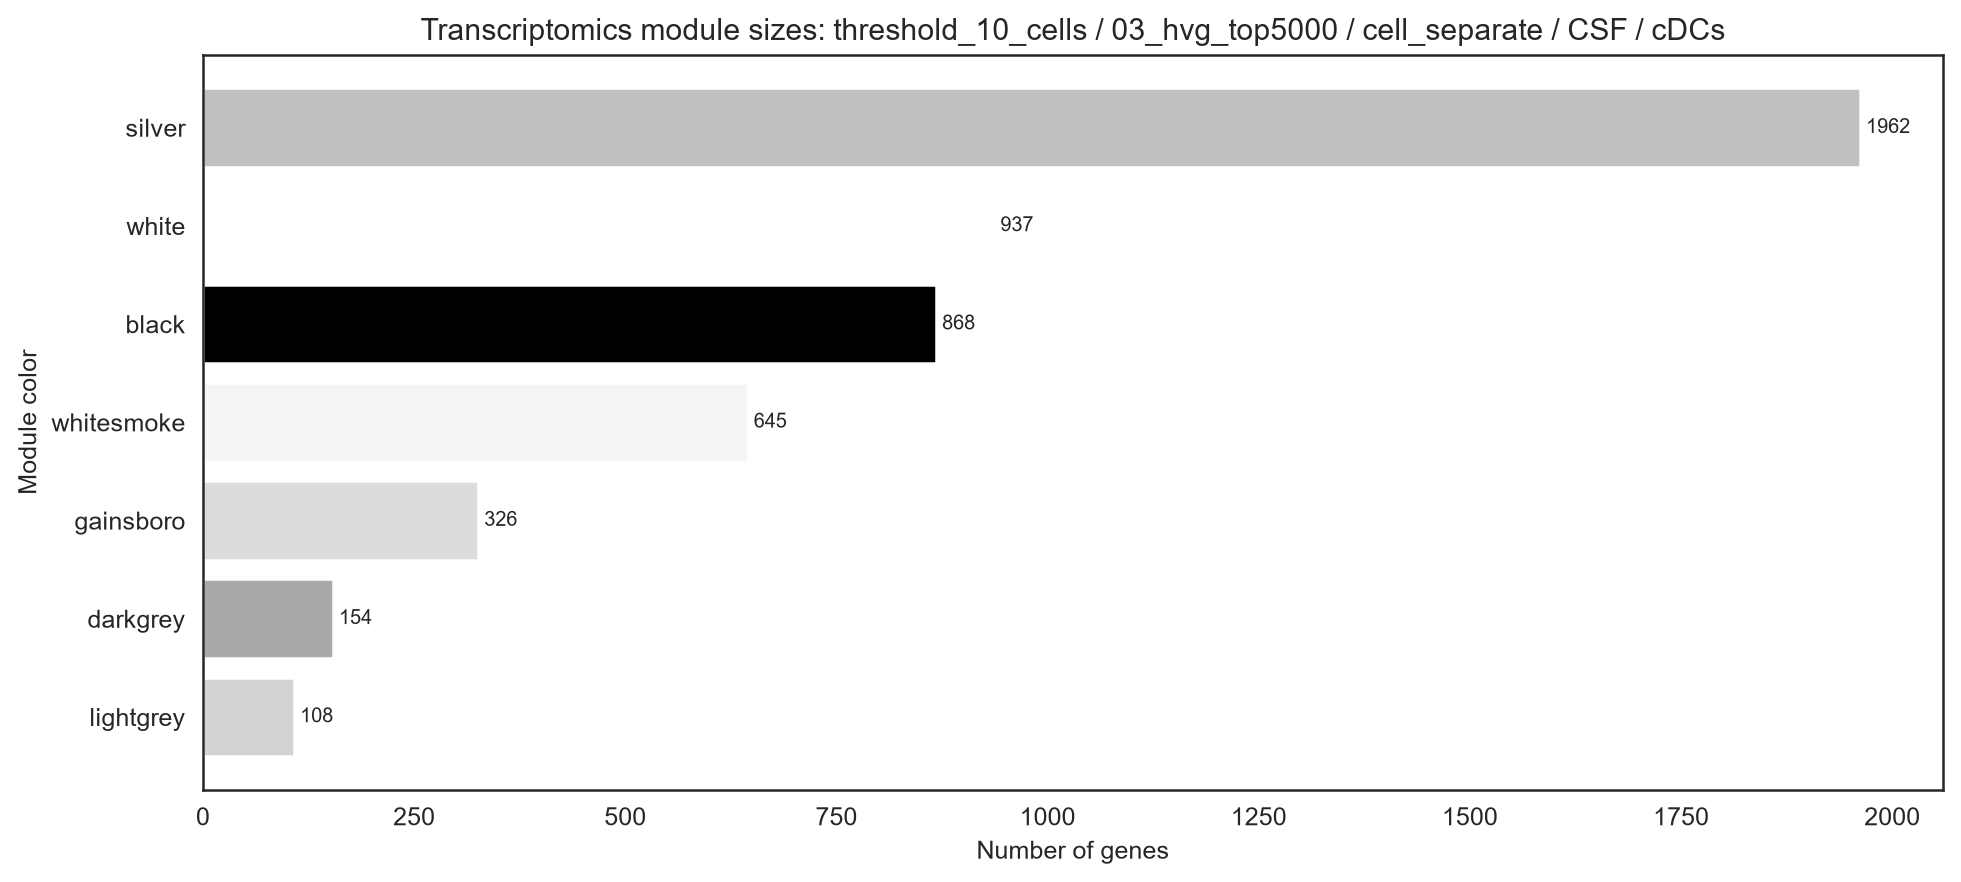 Transcriptomics module sizes: threshold_10_cells / 03_hvg_top5000 / cell_separate / CSF / cDCs
Module color
silver 1962
white 937
black 868
whitesmoke 645
gainsboro 326
darkgrey 154
lightgrey 108
0 250 500 750 1000 1250 1500 1750 2000
Number of genes